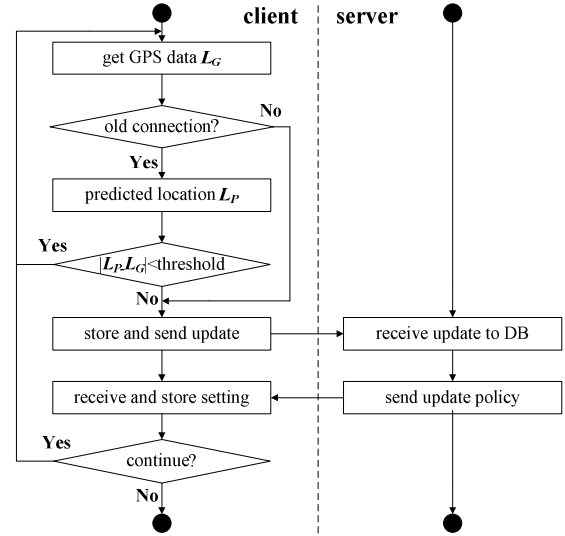 client
server
get GPS data L_G
No
old connection?
Yes
predicted location L_P
Yes
|L_P-L_G|<threshold
No
store and send update
receive update to DB
receive and store setting
send update policy
Yes
continue?
No